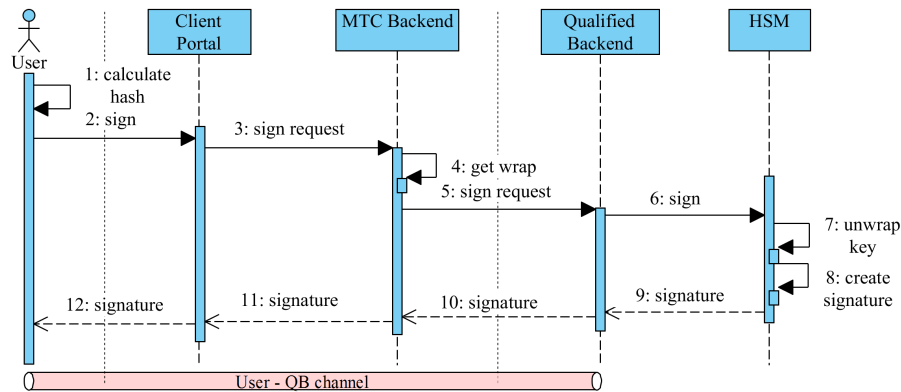 Client
Portal
MTC Backend
Qualified
Backend
HSM
User
1: calculate
hash
2: sign
3: sign request
4: get wrap
5: sign request
6: sign
7: unwrap
key
8: create
signature
9: signature
10: signature
11: signature
12: signature
User - QB channel